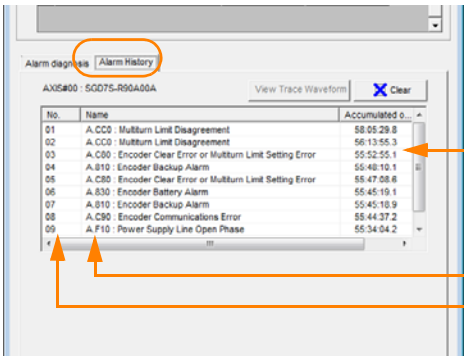 Alarm diagnosis Alarm History
AXIS#00 : SGD7S-R90A00A View Trace Waveform Clear
No. Name Accumulated o...
01 A.CC0 : Multiturn Limit Disagreement 58:05:29.8
02 A.CC0 : Multiturn Limit Disagreement 56:13:55.3
03 A.C80 : Encoder Clear Error or Multiturn Limit Setting Error 55:52:55.1
04 A.810 : Encoder Backup Alarm 55:48:10.1
05 A.C80 : Encoder Clear Error or Multiturn Limit Setting Error 55:47:08.6
06 A.830 : Encoder Battery Alarm 55:45:19.1
07 A.810 : Encoder Backup Alarm 55:45:18.9
08 A.C90 : Encoder Communications Error 55:44:37.2
09 A.F10 : Power Supply Line Open Phase 55:34:04.2